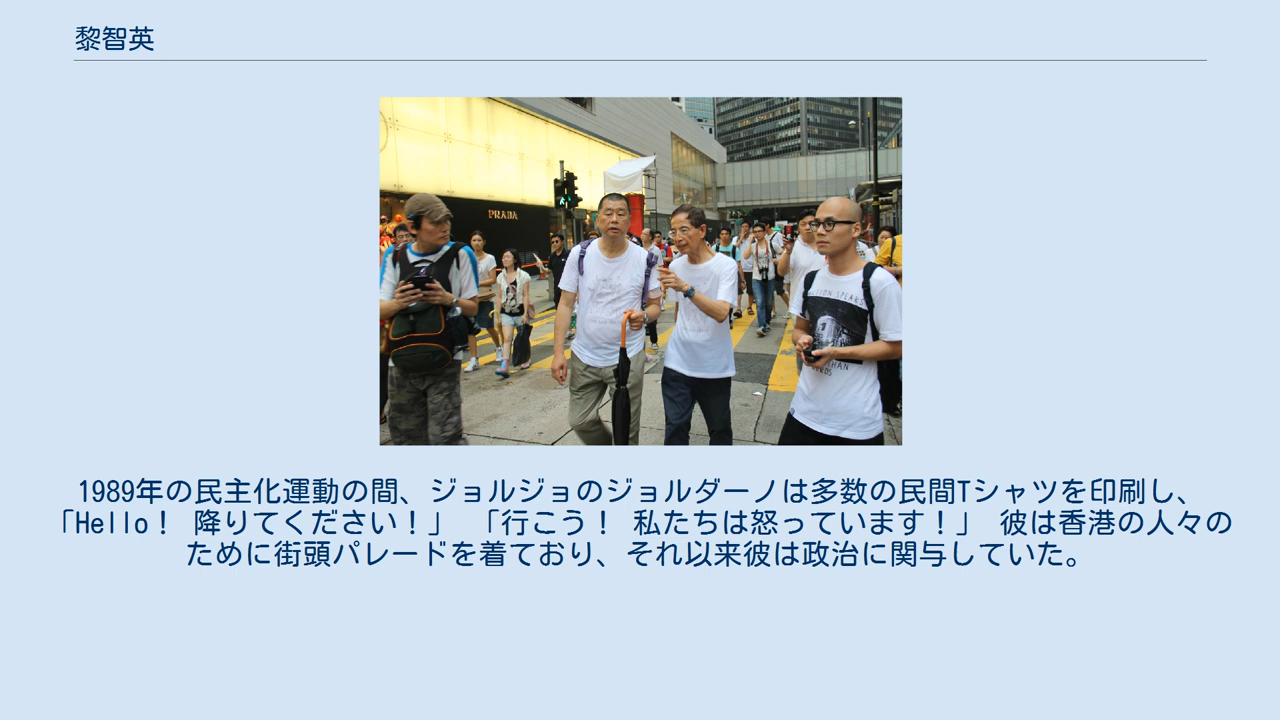 黎智英
PRADA
1989年の民主化運動の間、ジョルジョのジョルダーノは多数の民間Tシャツを印刷し、
「Hello！ 降りてください！」 「行こう！ 私たちは怒っています！」 彼は香港の人々の
ために街頭パレードを着ており、それ以来彼は政治に関与していた。